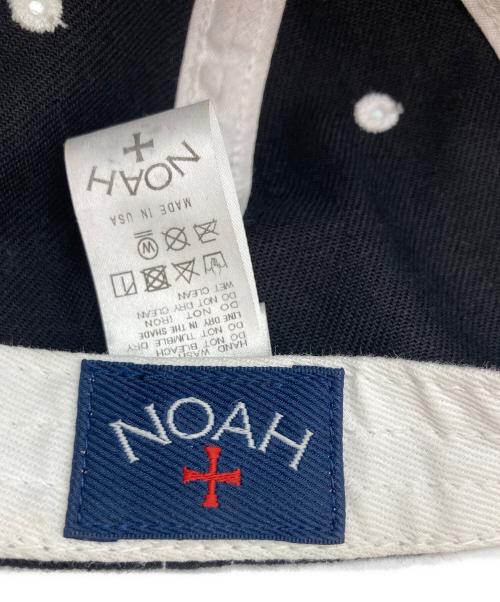 NOAH
MADE IN USA
HAND WASH
DO NOT BLEACH
DO NOT TUMBLE DRY
LINE DRY IN THE SHADE
DO NOT IRON
DO NOT DRY CLEAN
WET CLEAN
NOAH